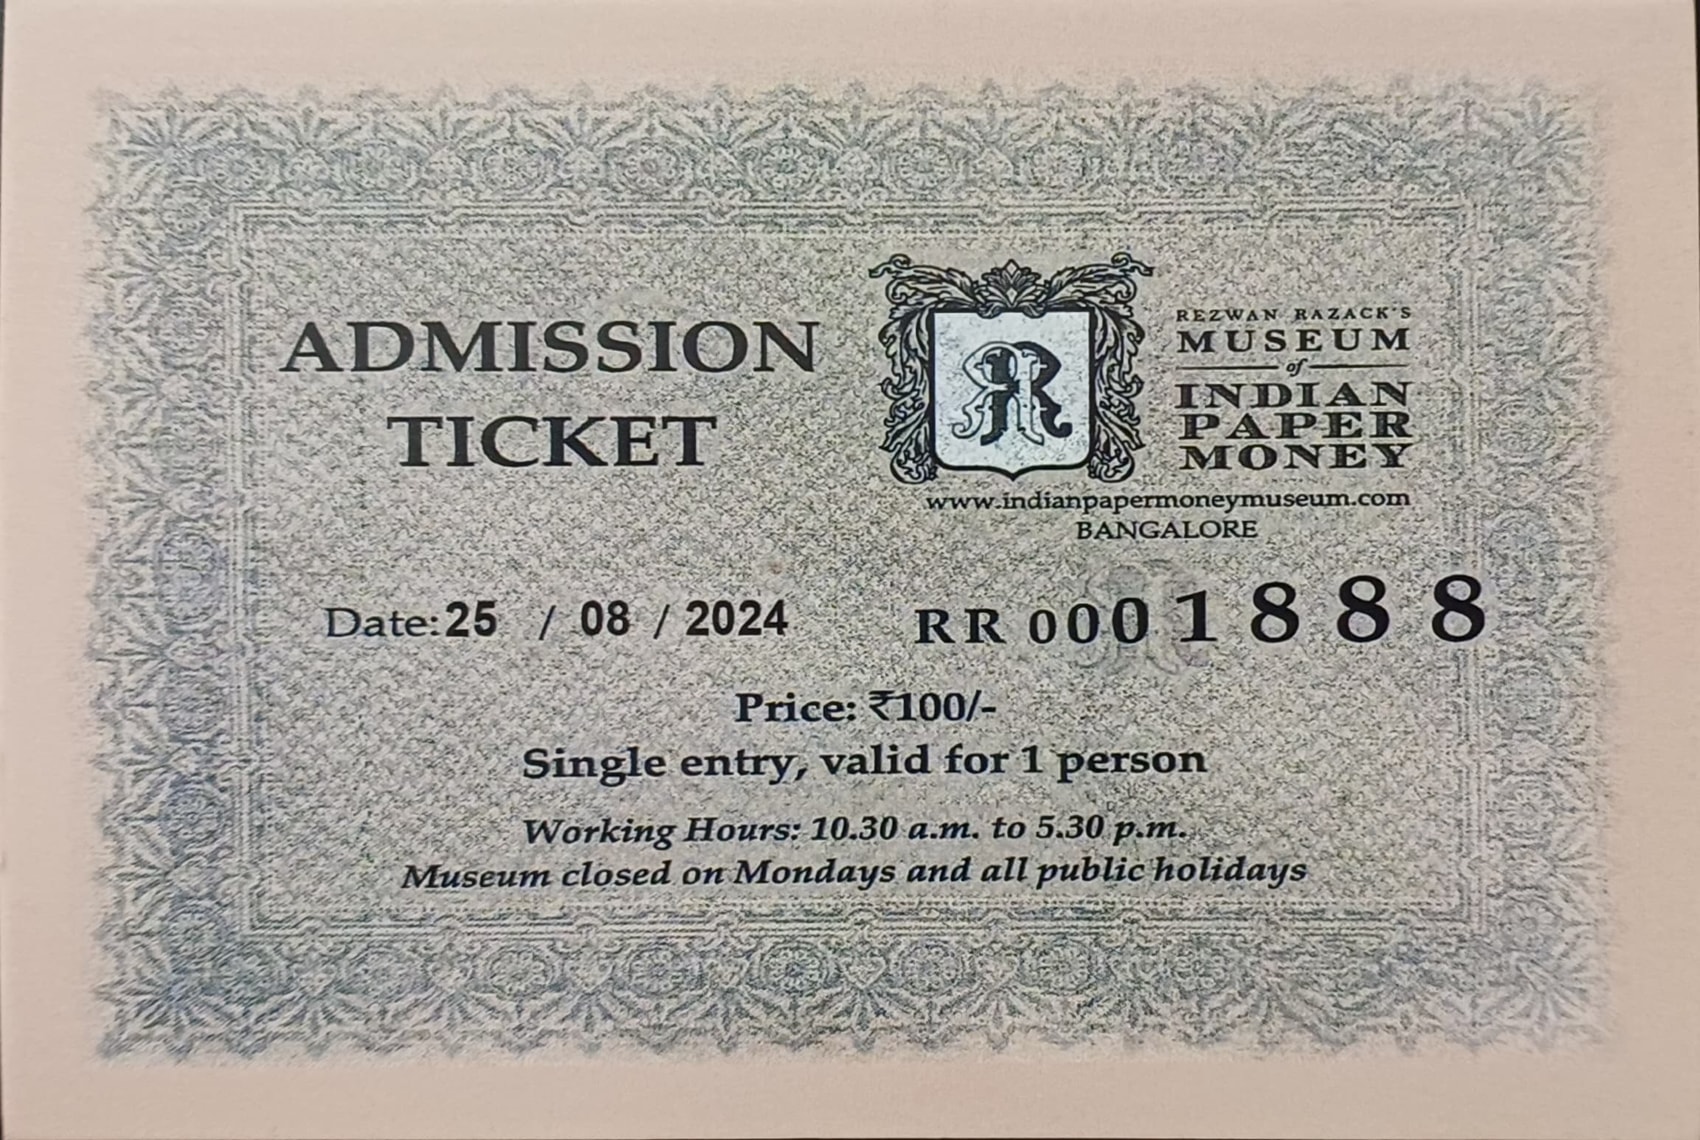 ADMISSION
TICKET
RR
REZWAN RAZACK'S
MUSEUM
of
INDIAN
PAPER
MONEY
www.indianpapermoneymuseum.com
BANGALORE
Date: 25 / 08 / 2024
RR 0001888
Price: ₹100/-
Single entry, valid for 1 person
Working Hours: 10.30 a.m. to 5.30 p.m.
Museum closed on Mondays and all public holidays